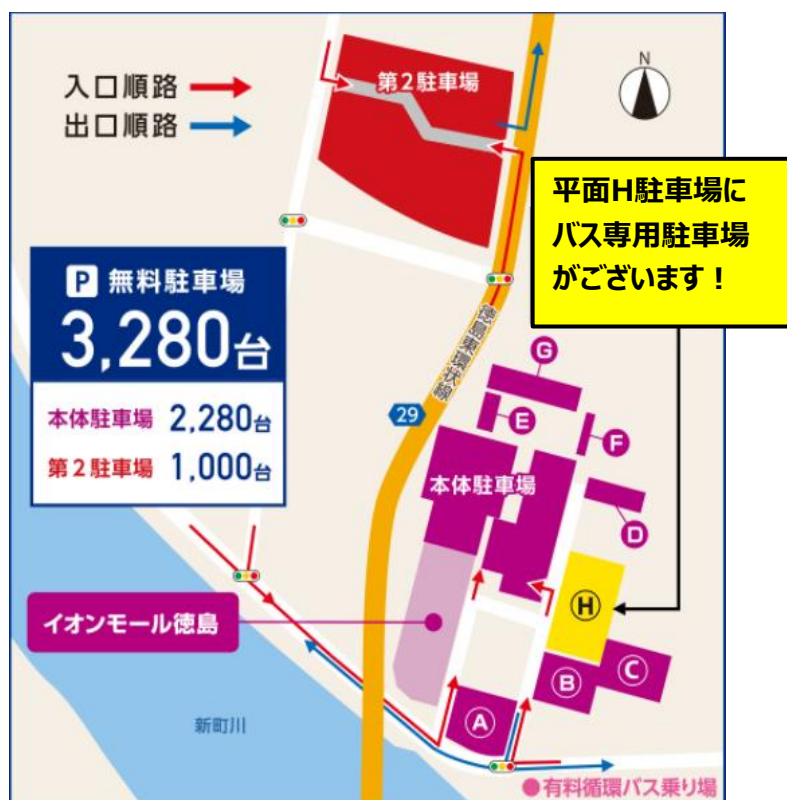 入口順路
出口順路
第2駐車場
N
平面H駐車場に
バス専用駐車場
がございます！
P 無料駐車場
3,280台
本体駐車場 2,280台
第2駐車場 1,000台
徳島東環状線
29
G
E
F
本体駐車場
D
H
イオンモール徳島
C
B
A
新町川
●有料循環バス乗り場